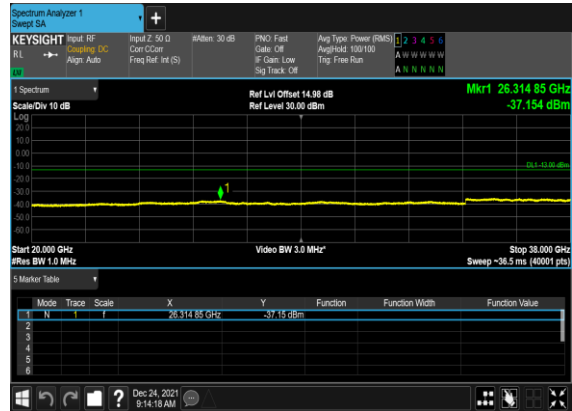 Spectrum Analyzer 1
Swept SA
+
KEYSIGHT Input: RF Input Z: 50 Ω #Atten: 30 dB PNO: Fast Avg Type: Power (RMS) 1 2 3 4 5 6
RL Coupling: DC Corr CCorr Gate: Off Avg|Hold: 100/100 A W W W W W
Align: Auto Freq Ref: Int (S) IF Gain: Low Trig: Free Run
Sig Track: Off A N N N N N
1 Spectrum Ref Lvl Offset 14.98 dB Mkr1 26.314 85 GHz
Scale/Div 10 dB Ref Level 30.00 dBm -37.154 dBm
Log
20.0
10.0
0.00
-10.0 DL1 -13.00 dBm
-20.0
-30.0 1
-40.0
-50.0
-60.0
Start 20.000 GHz Video BW 3.0 MHz* Stop 38.000 GHz
#Res BW 1.0 MHz Sweep ~36.5 ms (40001 pts)
5 Marker Table
Mode Trace Scale X Y Function Function Width Function Value
1 N 1 f 26.314 85 GHz -37.15 dBm
2
3
4
5
6
? Dec 24, 2021
9:14:18 AM